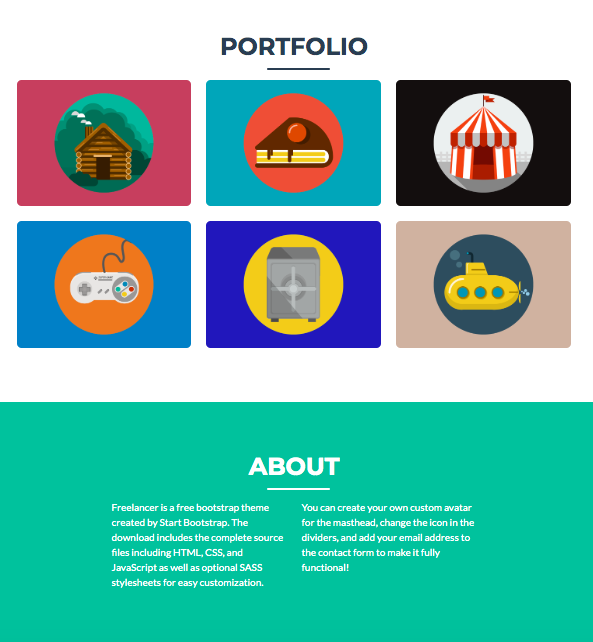 PORTFOLIO
ABOUT
Freelancer is a free bootstrap theme
created by Start Bootstrap. The
download includes the complete source
files including HTML, CSS, and
JavaScript as well as optional SASS
stylesheets for easy customization.
You can create your own custom avatar
for the masthead, change the icon in the
dividers, and add your email address to
the contact form to make it fully
functional!